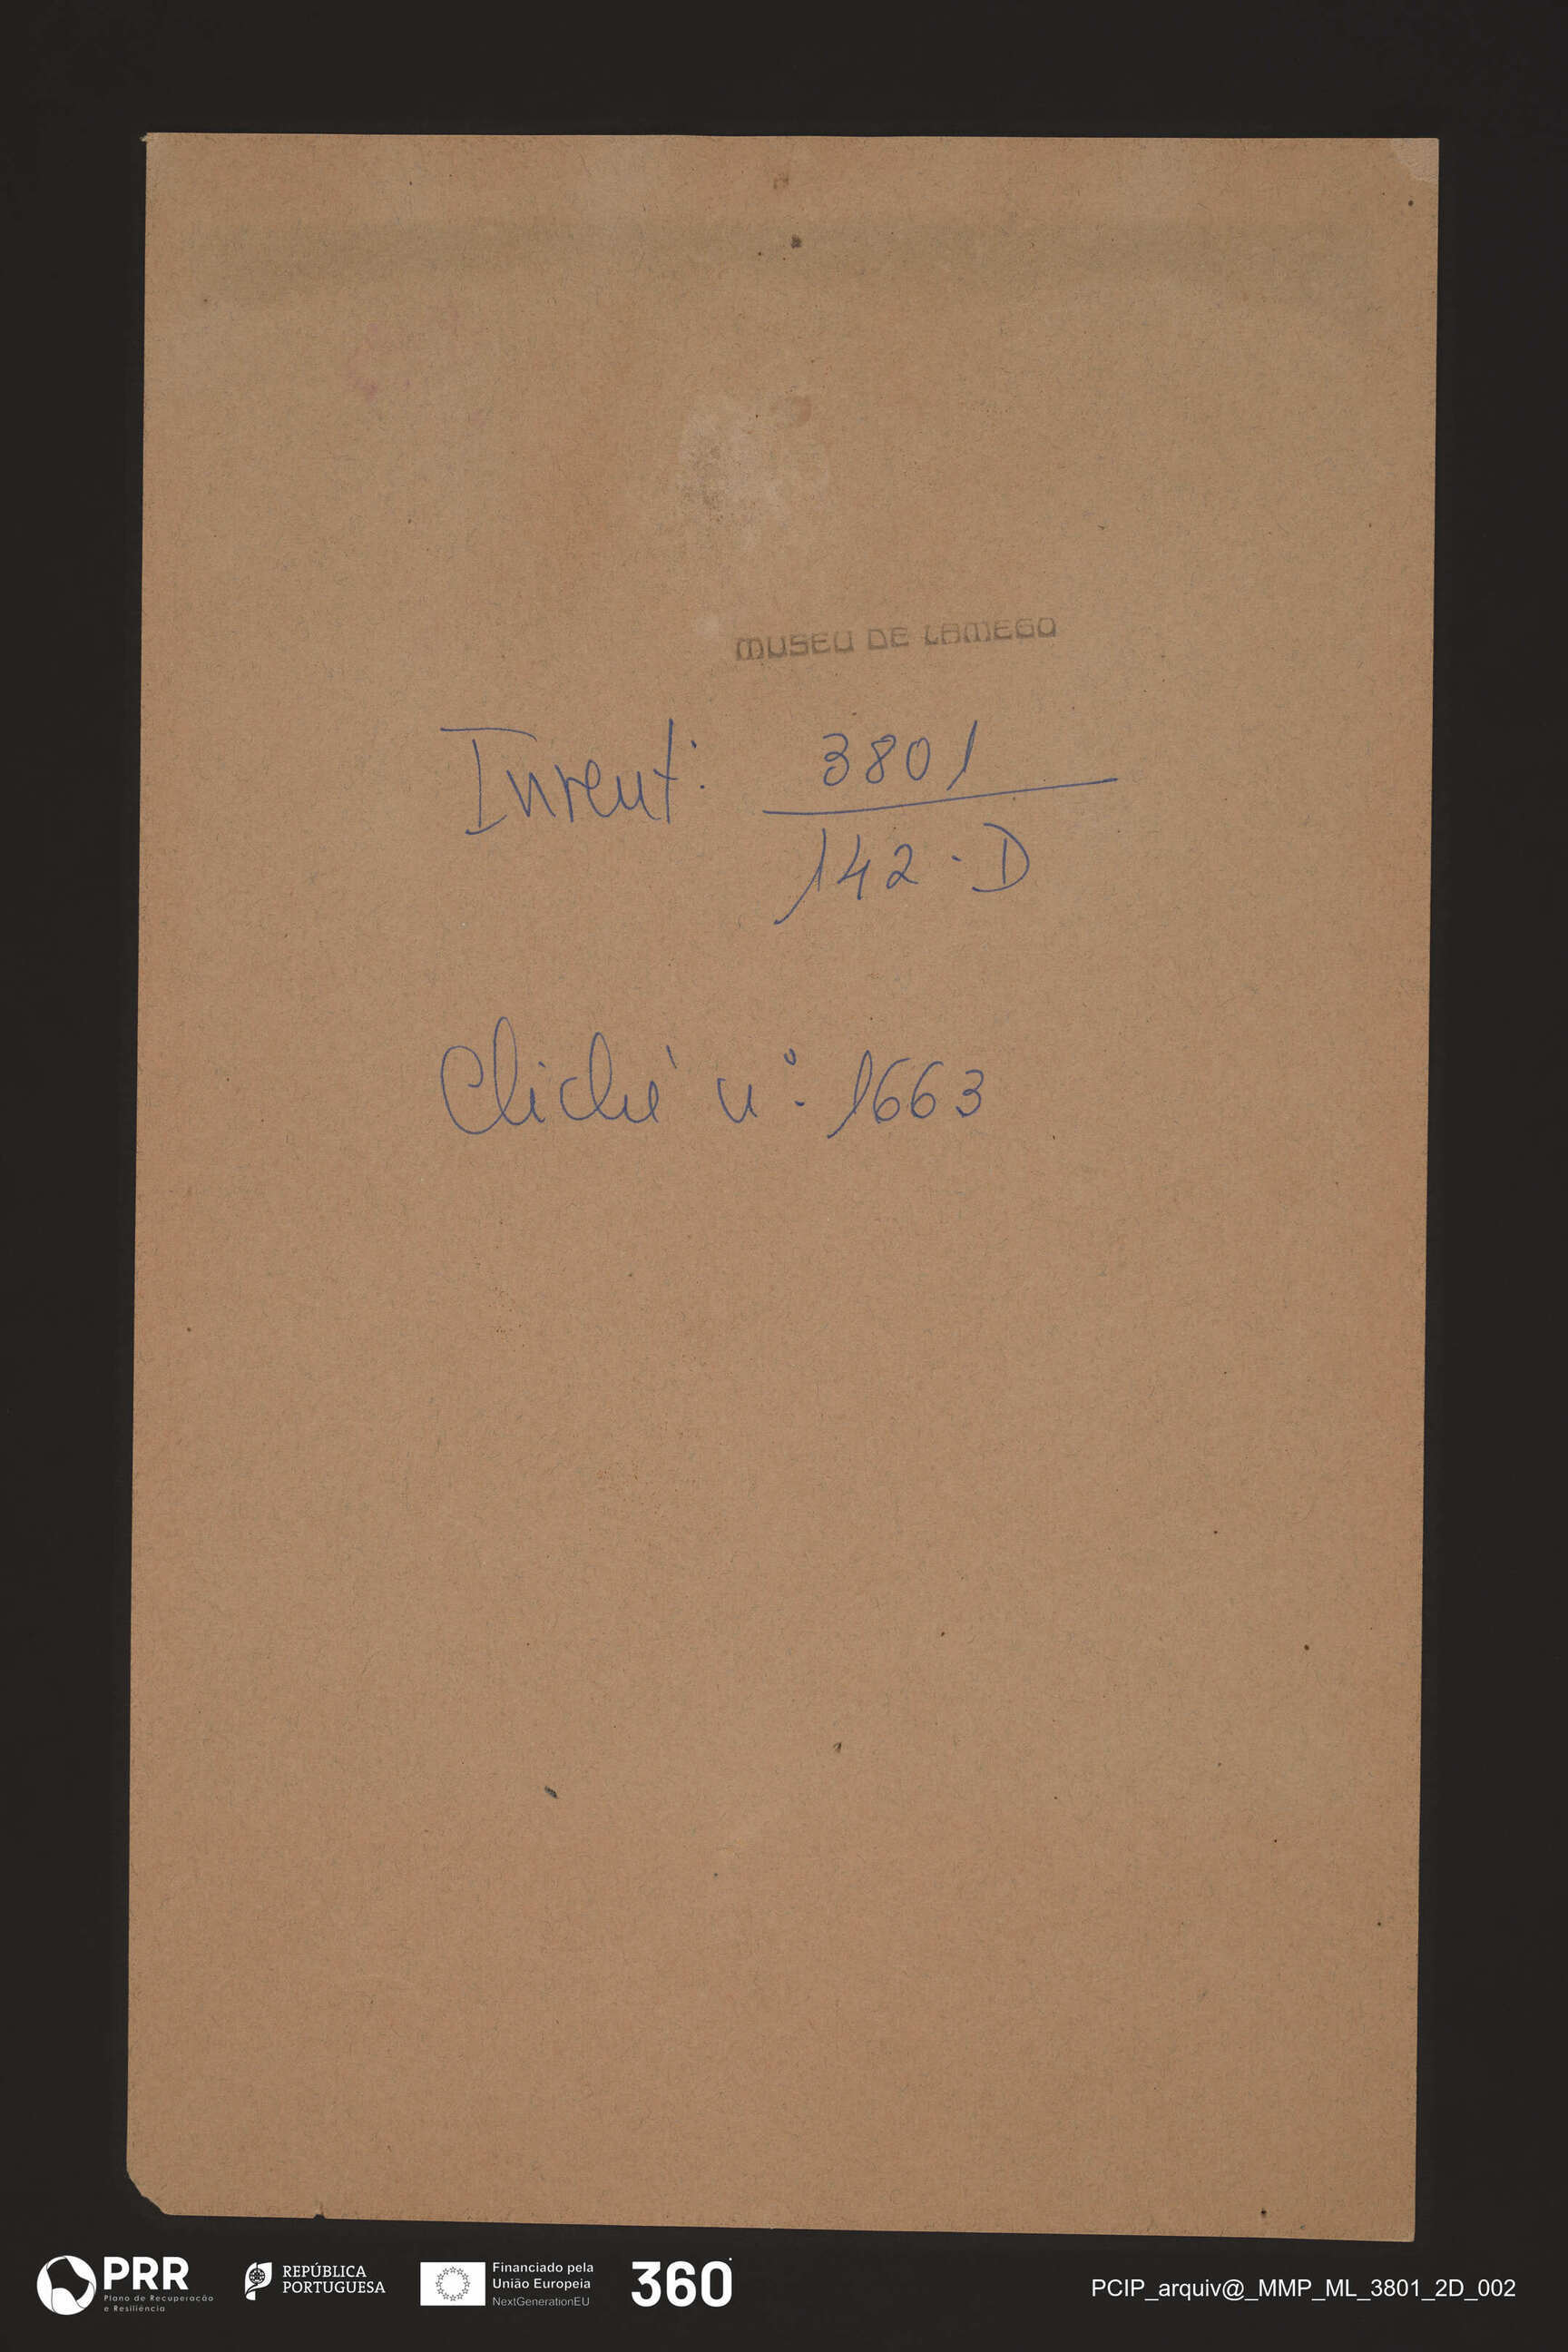 MUSEU DE LAMEGO
Invent: 3801
142-D
Cliché nº 1663
PRR
Plano de Recuperação
e Resiliência
REPÚBLICA
PORTUGUESA
Financiado pela
União Europeia
NextGenerationEU
360
PCIP_arquiv@_MMP_ML_3801_2D_002